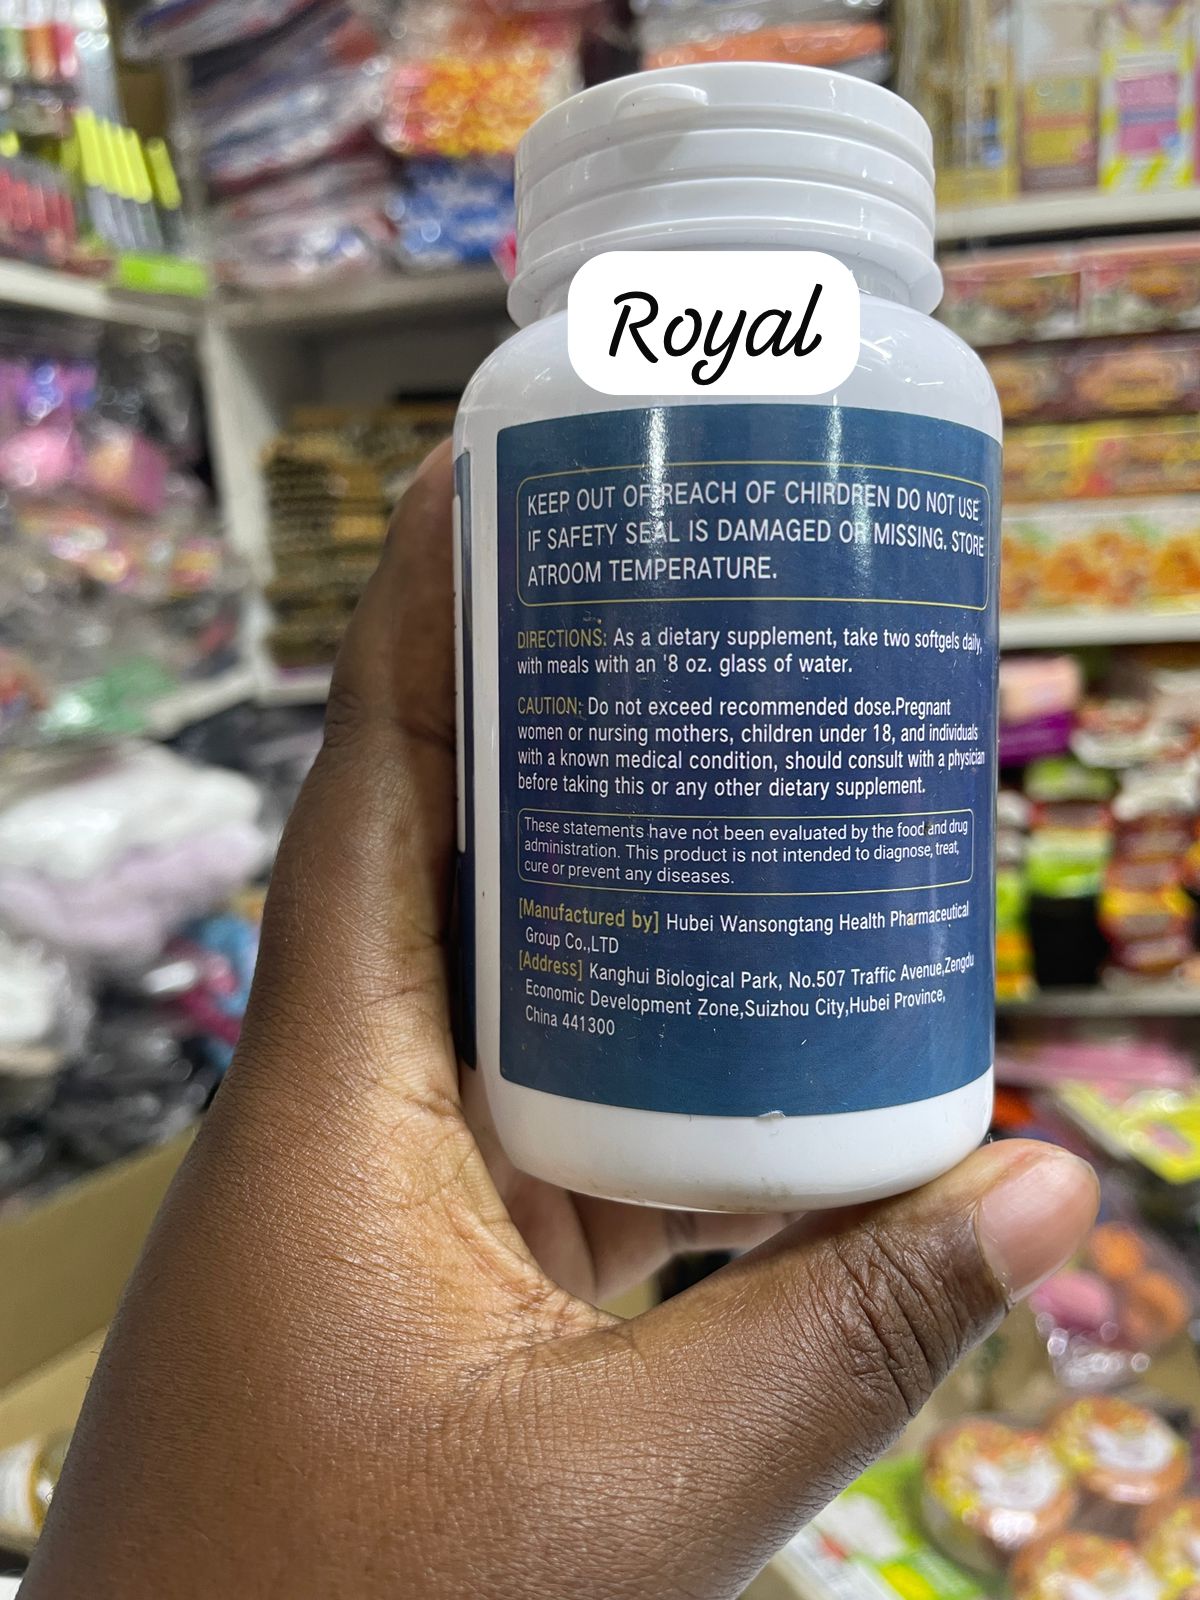 Royal
KEEP OUT OF REACH OF CHIRDREN DO NOT USE
IF SAFETY SEAL IS DAMAGED OR MISSING. STORE
ATROOM TEMPERATURE.
DIRECTIONS: As a dietary supplement, take two softgels daily,
with meals with an '8 oz. glass of water.
CAUTION: Do not exceed recommended dose.Pregnant
women or nursing mothers, children under 18, and individuals
with a known medical condition, should consult with a physician
before taking this or any other dietary supplement.
These statements have not been evaluated by the food and drug
administration. This product is not intended to diagnose, treat,
cure or prevent any diseases.
[Manufactured by] Hubei Wansongtang Health Pharmaceutical
Group Co.,LTD
[Address] Kanghui Biological Park, No.507 Traffic Avenue,Zengdu
Economic Development Zone,Suizhou City,Hubei Province,
China 441300